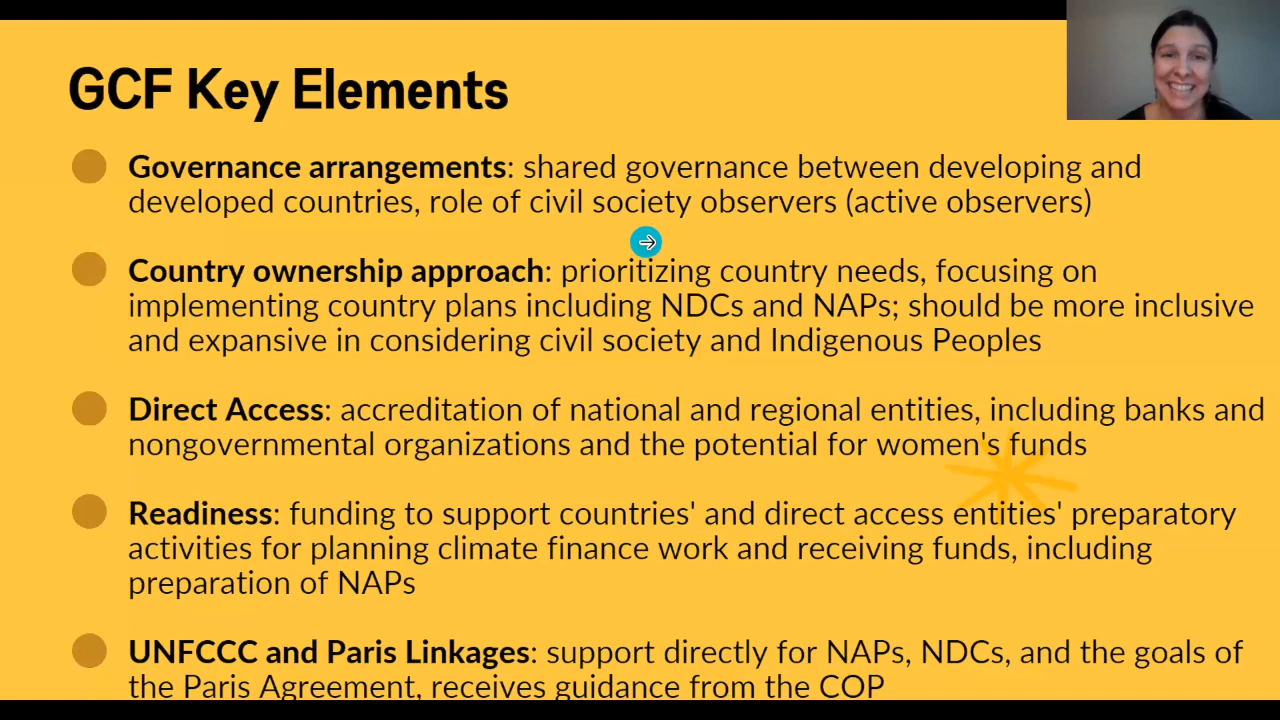 GCF Key Elements
Governance arrangements: shared governance between developing and
developed countries, role of civil society observers (active observers)
Country ownership approach: prioritizing country needs, focusing on
implementing country plans including NDCs and NAPs; should be more inclusive
and expansive in considering civil society and Indigenous Peoples
Direct Access: accreditation of national and regional entities, including banks and
nongovernmental organizations and the potential for women's funds
Readiness: funding to support countries' and direct access entities' preparatory
activities for planning climate finance work and receiving funds, including
preparation of NAPs
UNFCCC and Paris Linkages: support directly for NAPs, NDCs, and the goals of
the Paris Agreement, receives guidance from the COP